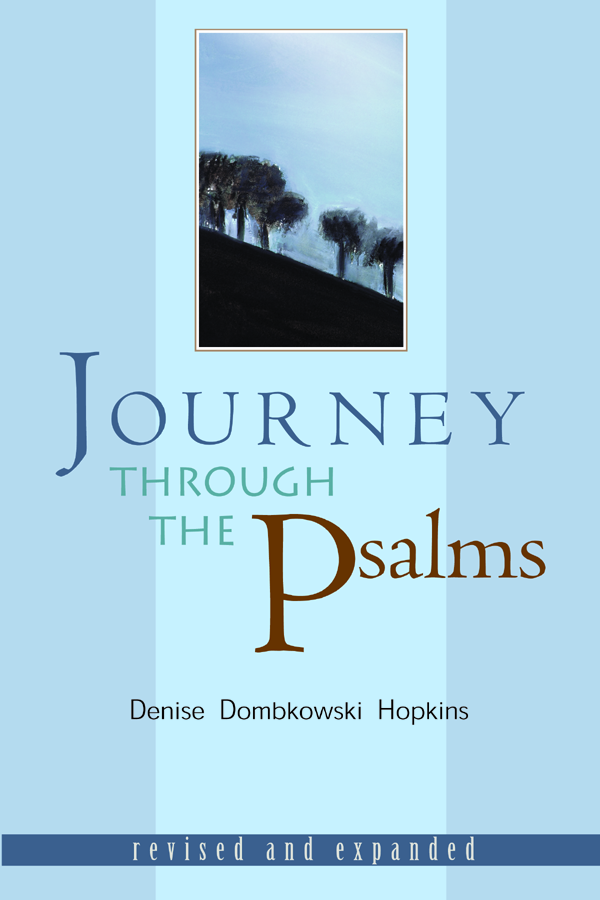 JOURNEY
THROUGH
THE Psalms
Denise Dombkowski Hopkins
revised and expanded